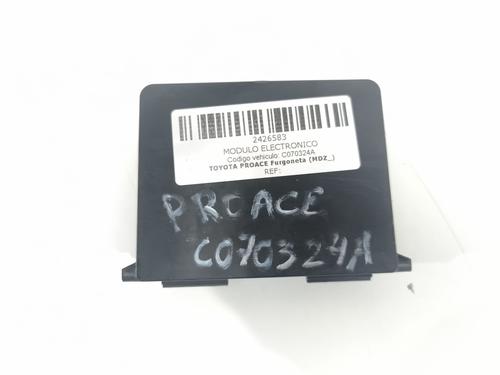 2426583
MODULO ELECTRONICO
Codigo vehiculo: C070324A
TOYOTA PROACE Furgoneta (MDZ_)
REF:
PROACE
C070324A